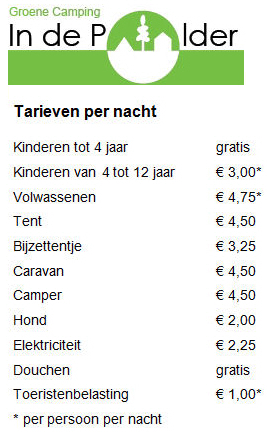 Groene Camping
In de Polder
Tarieven per nacht
Kinderen tot 4 jaar gratis
Kinderen van 4 tot 12 jaar € 3,00*
Volwassenen € 4,75*
Tent € 4,50
Bijzettentje € 3,25
Caravan € 4,50
Camper € 4,50
Hond € 2,00
Elektriciteit € 2,25
Douchen gratis
Toeristenbelasting € 1,00*
* per persoon per nacht